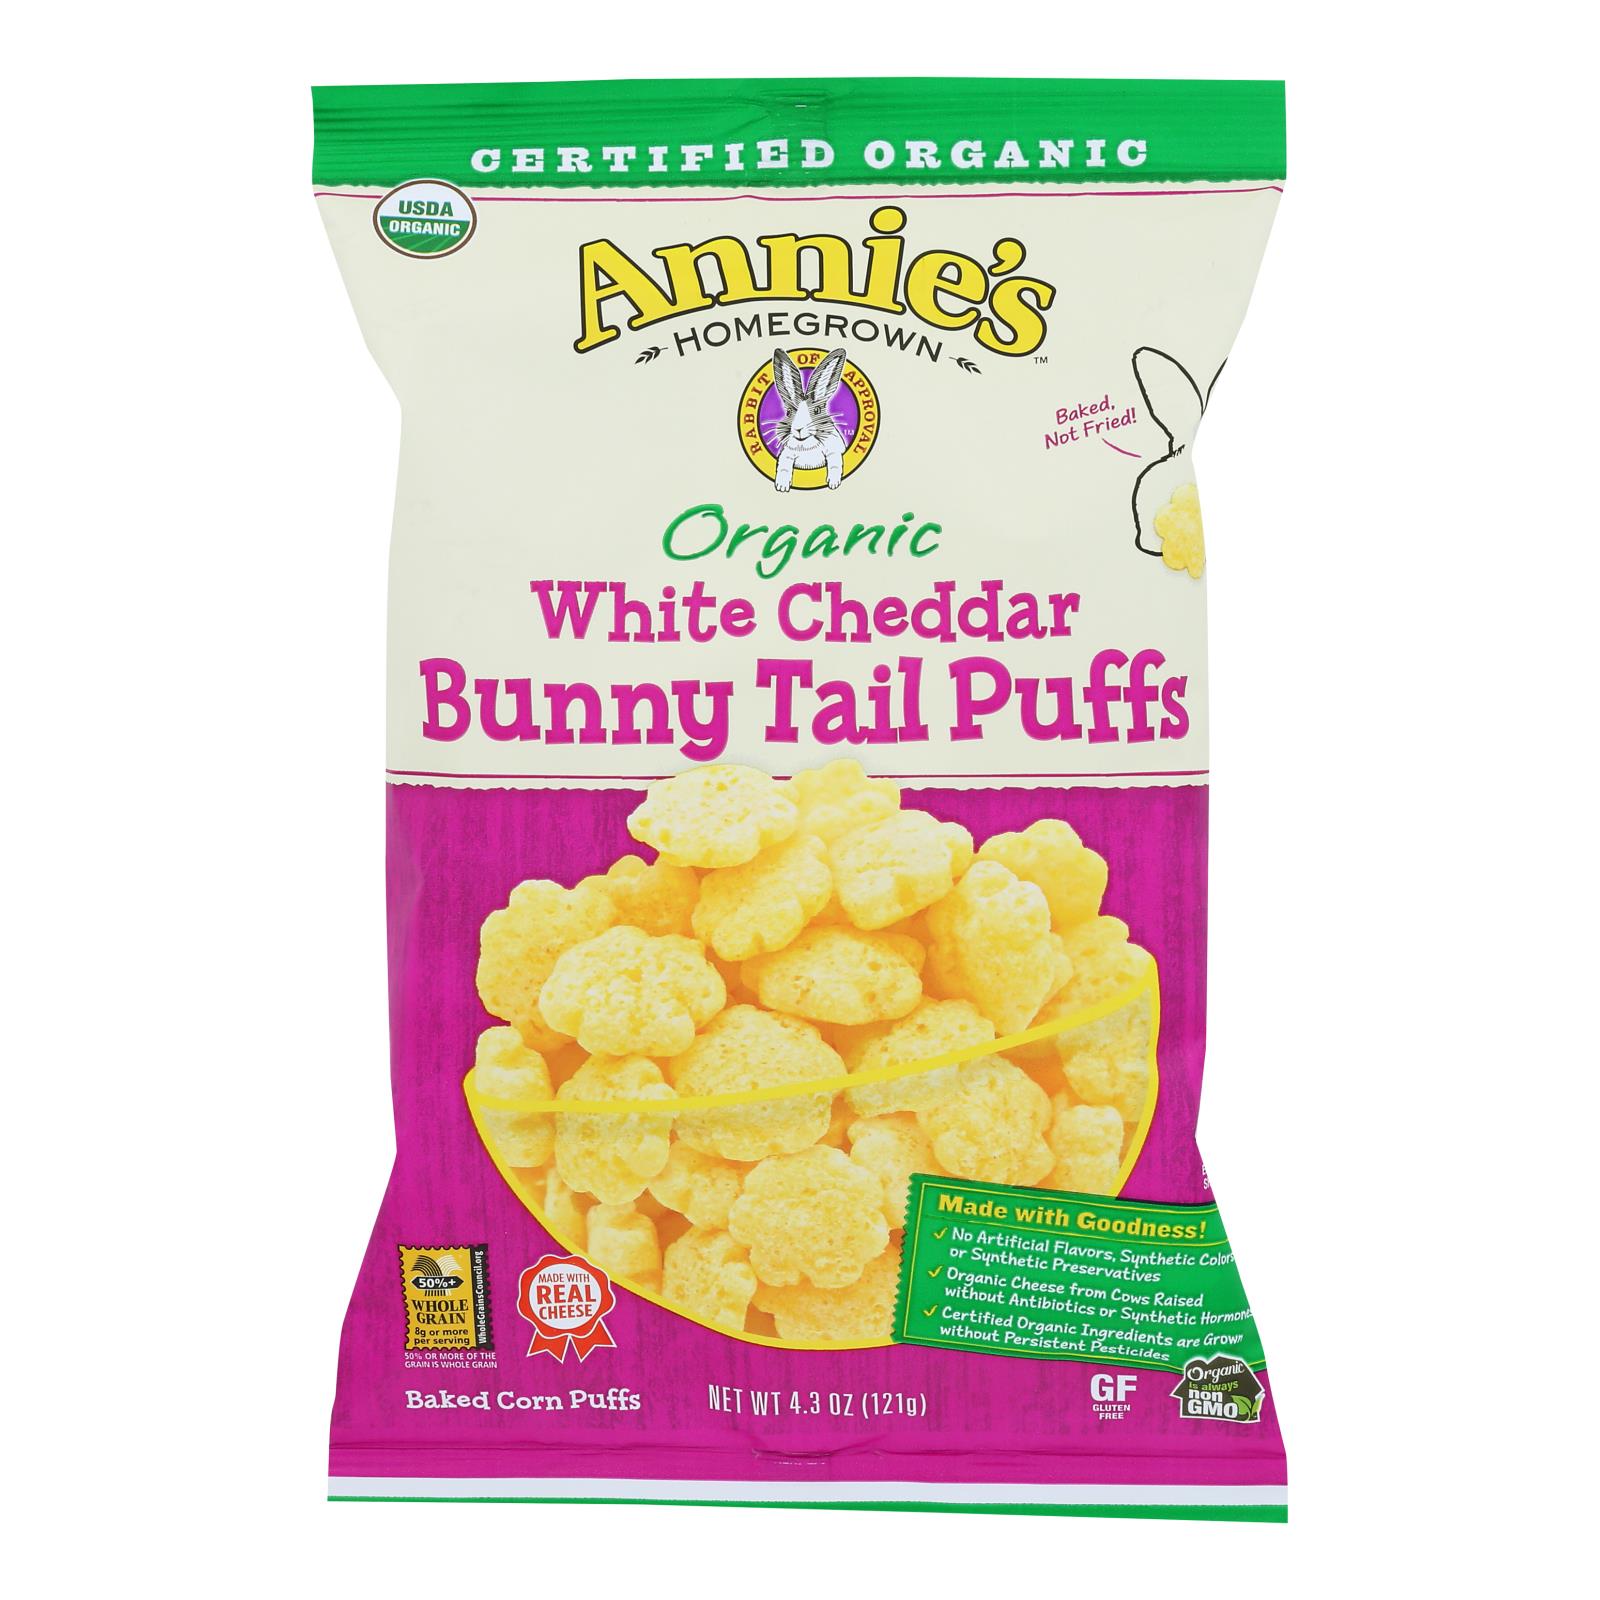 CERTIFIED ORGANIC
USDA
ORGANIC
Annie's
HOMEGROWN
™
RABBIT OF APPROVAL
TM
Baked,
Not Fried!
Organic
White Cheddar
Bunny Tail Puffs
Made with Goodness!
✓ No Artificial Flavors, Synthetic Colors
or Synthetic Preservatives
✓ Organic Cheese from Cows Raised
without Antibiotics or Synthetic Hormones
✓ Certified Organic Ingredients are Grown
without Persistent Pesticides
50%+
WHOLE
GRAIN
8g or more
per serving
WholeGrainsCouncil.org
50% OR MORE OF THE
GRAIN IS WHOLE GRAIN
MADE WITH
REAL
CHEESE
Baked Corn Puffs
NET WT 4.3 OZ (121g)
GF
GLUTEN
FREE
Organic
is always
non
GMO